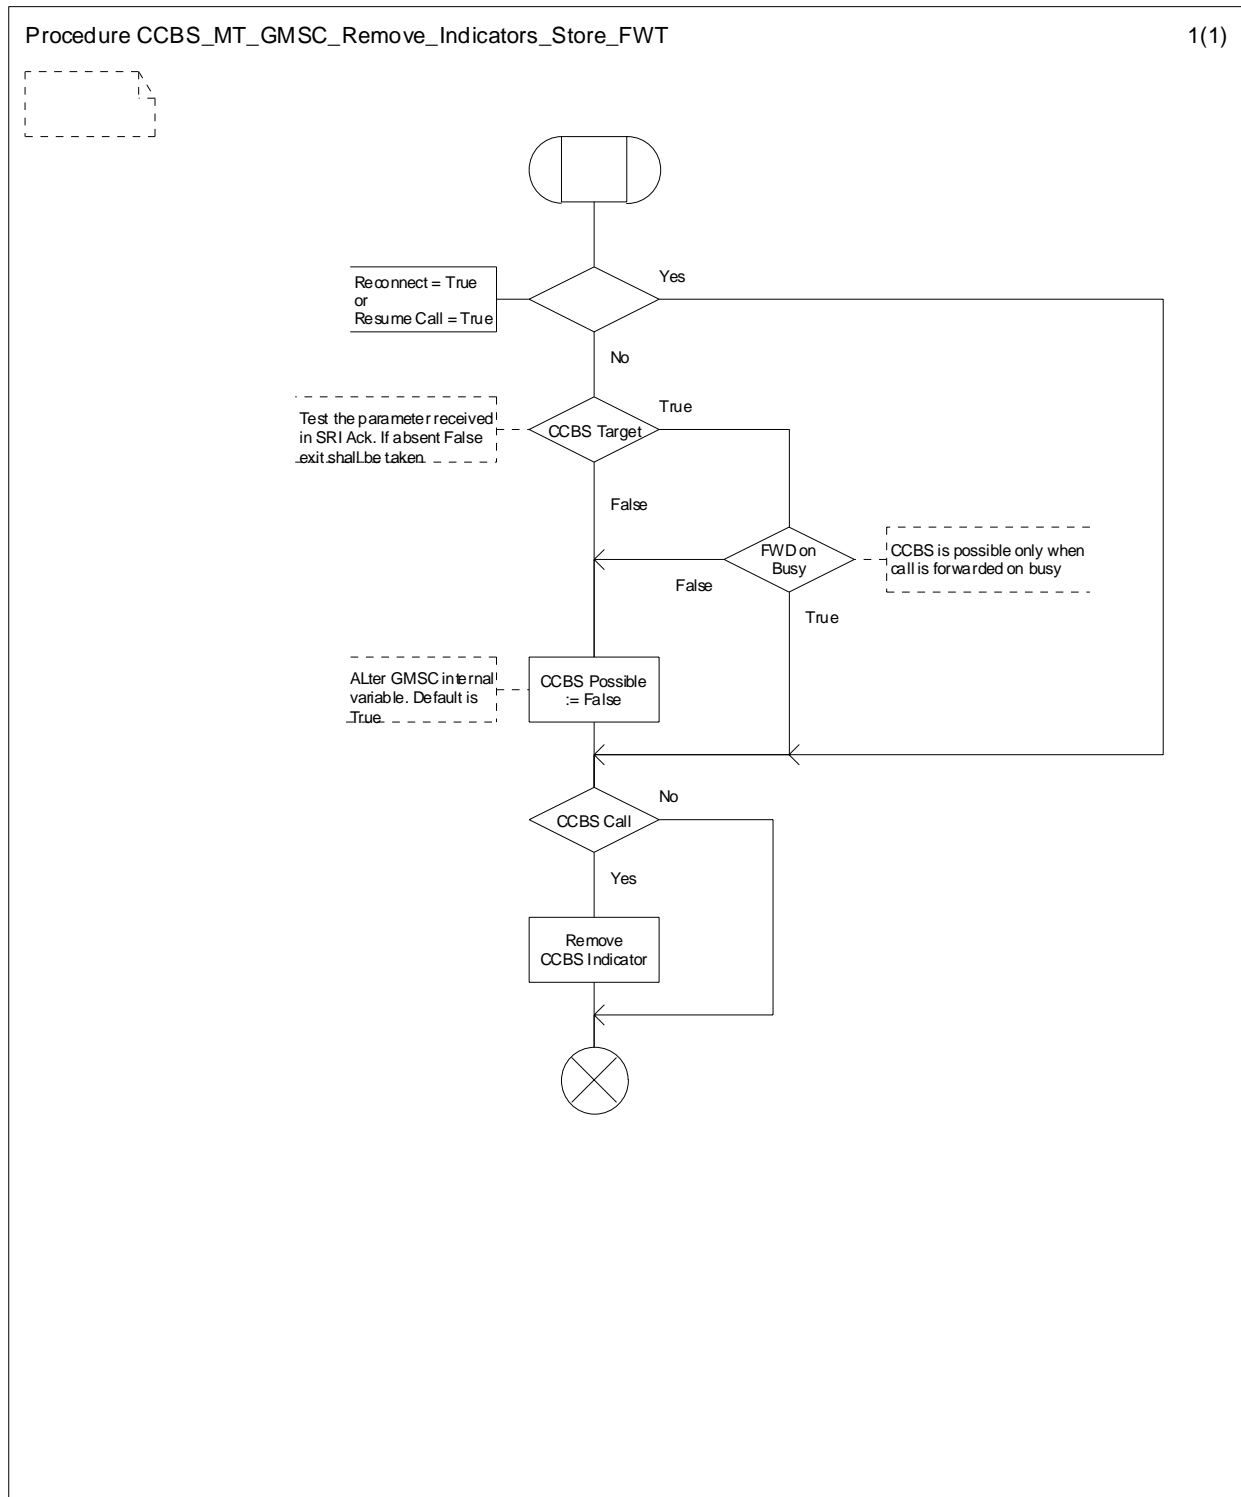 Procedure CCBS_MT_GMSC_Remove_Indicators_Store_FWT
1(1)
Reconnect = True
or
Resume Call = True
Yes
No
Test the parameter received
in SRI Ack. If absent False
exit shall be taken
CCBS Target
True
False
FWD on
Busy
CCBS is possible only when
call is forwarded on busy
False
True
ALter GMSC internal
variable. Default is
True
CCBS Possible
:= False
CCBS Call
No
Yes
Remove
CCBS Indicator